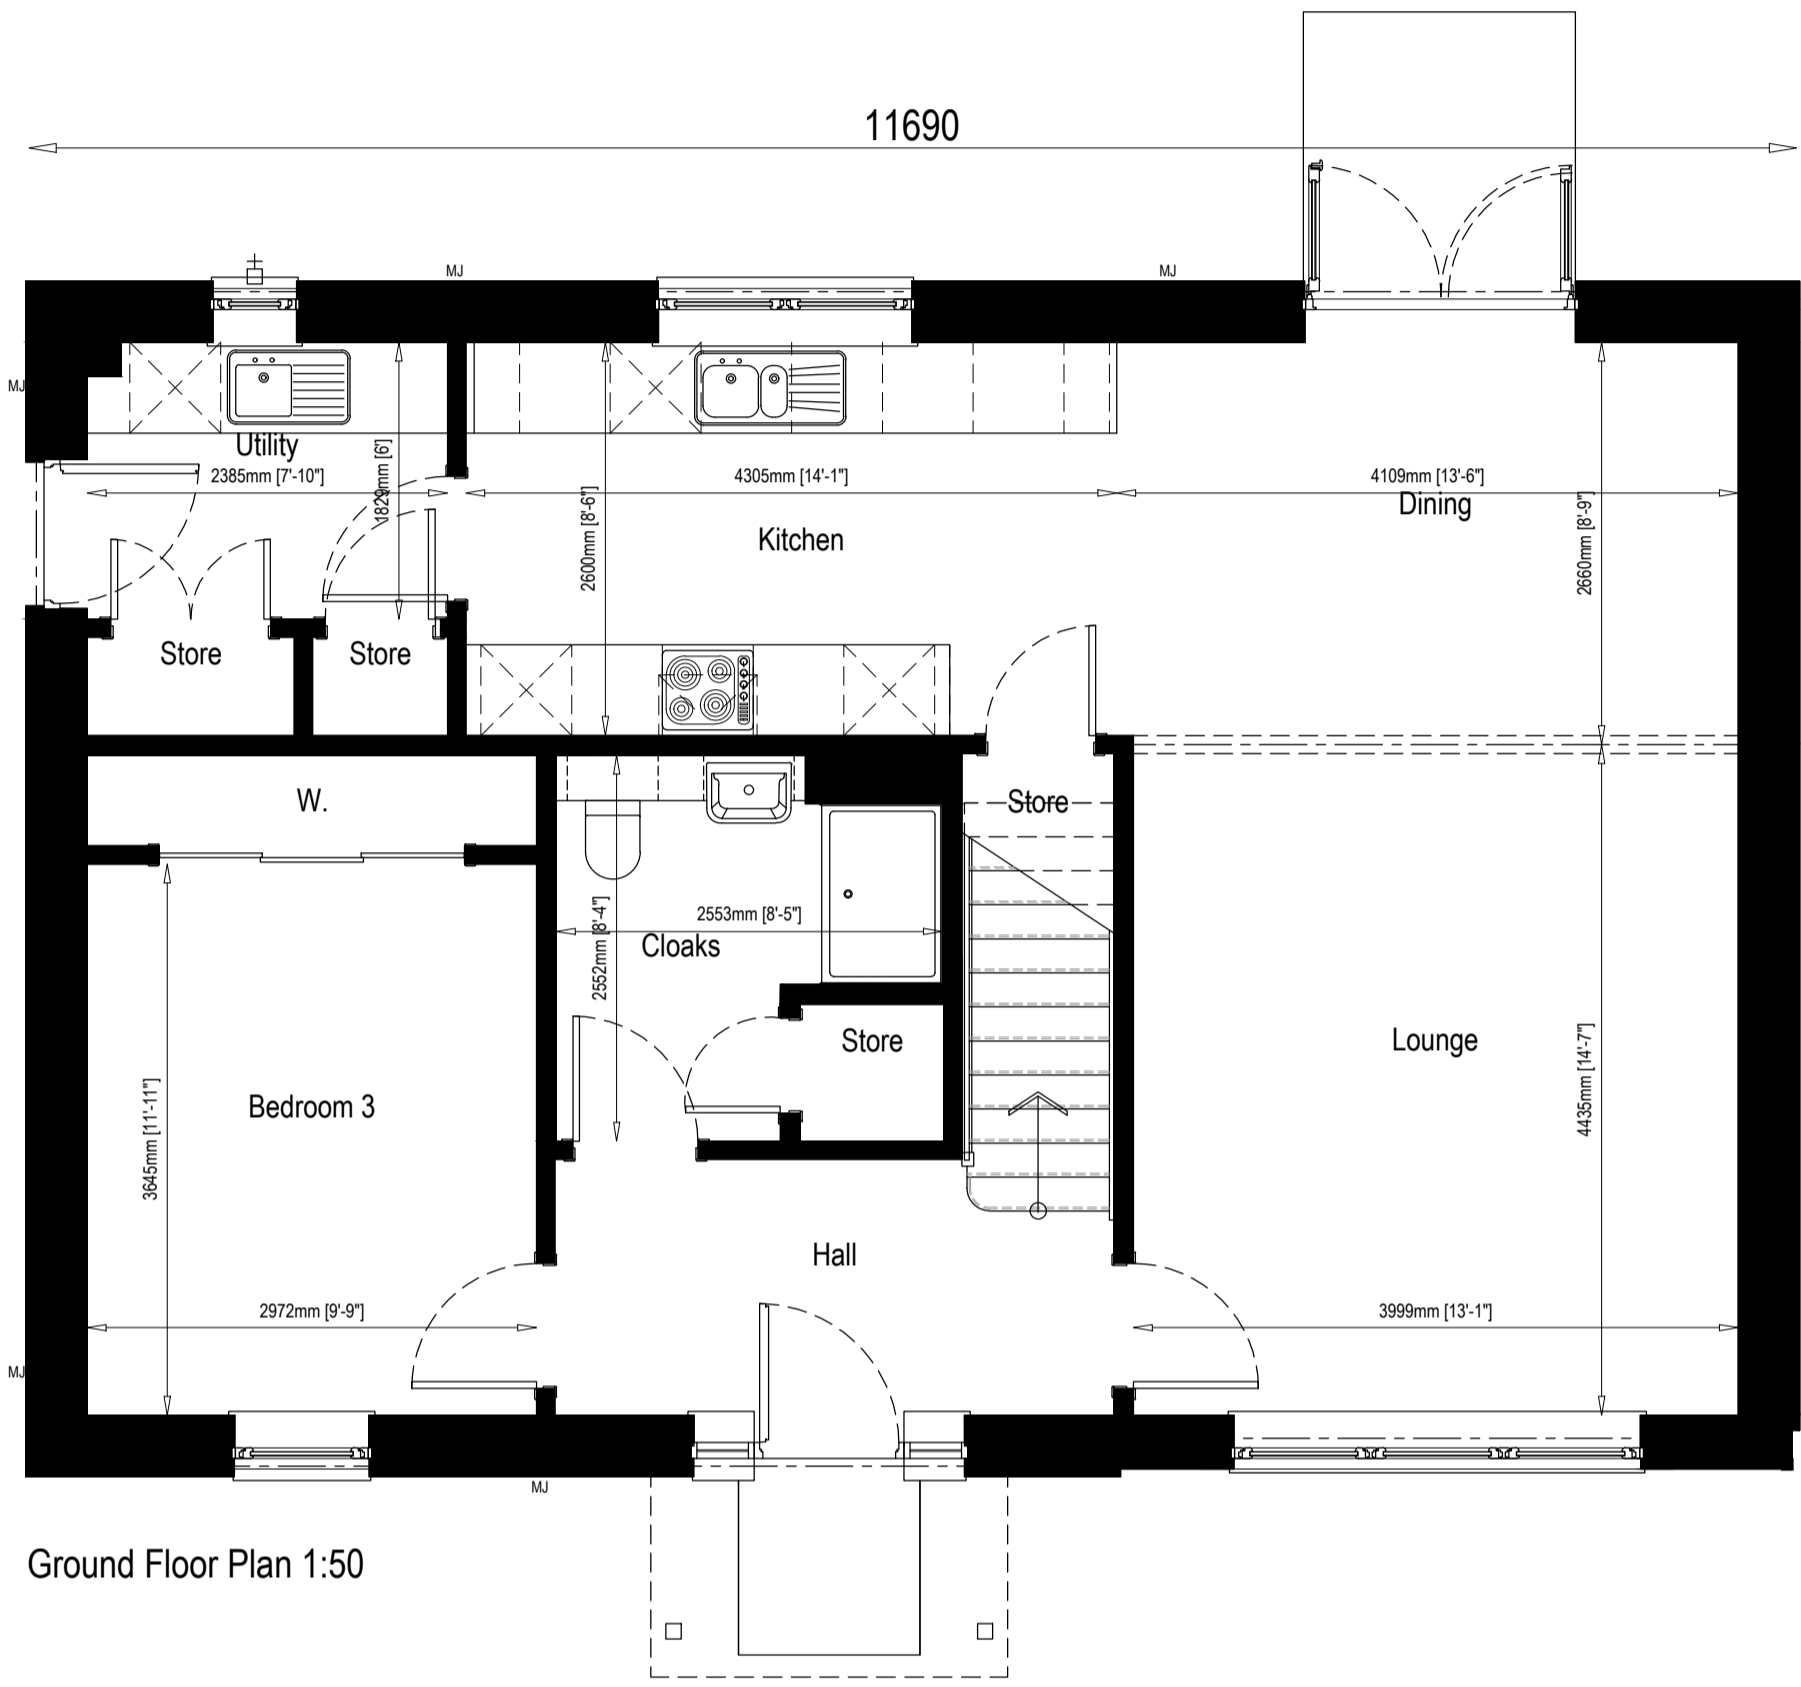 11690
MJ
MJ
MJ
Utility
2385mm [7'-10"]
1829mm [6']
4305mm [14'-1"]
4109mm [13'-6"]
Dining
Kitchen
2600mm [8'-6"]
2660mm [8'-9"]
Store
Store
W.
Store
2553mm [8'-5"]
Cloaks
2552mm [8'-4"]
Store
Lounge
4435mm [14'-7"]
Bedroom 3
3645mm [11'-11"]
Hall
2972mm [9'-9"]
3999mm [13'-1"]
MJ
MJ
Ground Floor Plan 1:50